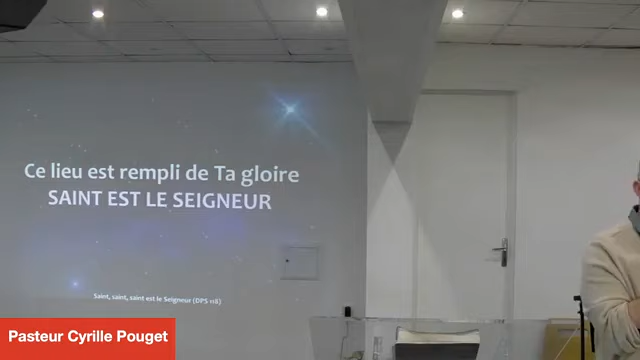 Ce lieu est rempli de Ta gloire
SAINT EST LE SEIGNEUR
Saint, saint, saint est le Seigneur (DPS 118)
Pasteur Cyrille Pouget